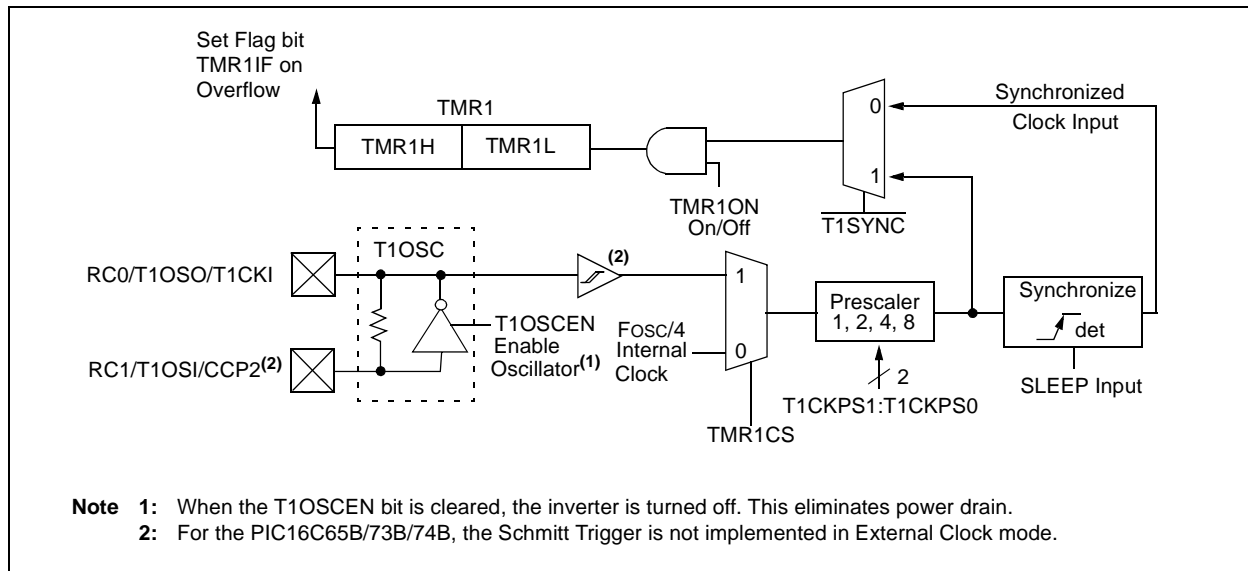 Set Flag bit
TMR1IF on
Overflow
TMR1
TMR1H
TMR1L
0
1
Synchronized
Clock Input
TMR1ON
On/Off
T1SYNC
T1OSC
(2)
RC0/T1OSO/T1CKI
1
Prescaler
1, 2, 4, 8
Synchronize
det
T1OSCEN
Enable
Oscillator(1)
FOSC/4
Internal
Clock
0
RC1/T1OSI/CCP2(2)
2
T1CKPS1:T1CKPS0
SLEEP Input
TMR1CS
Note 1: When the T1OSCEN bit is cleared, the inverter is turned off. This eliminates power drain.
2: For the PIC16C65B/73B/74B, the Schmitt Trigger is not implemented in External Clock mode.